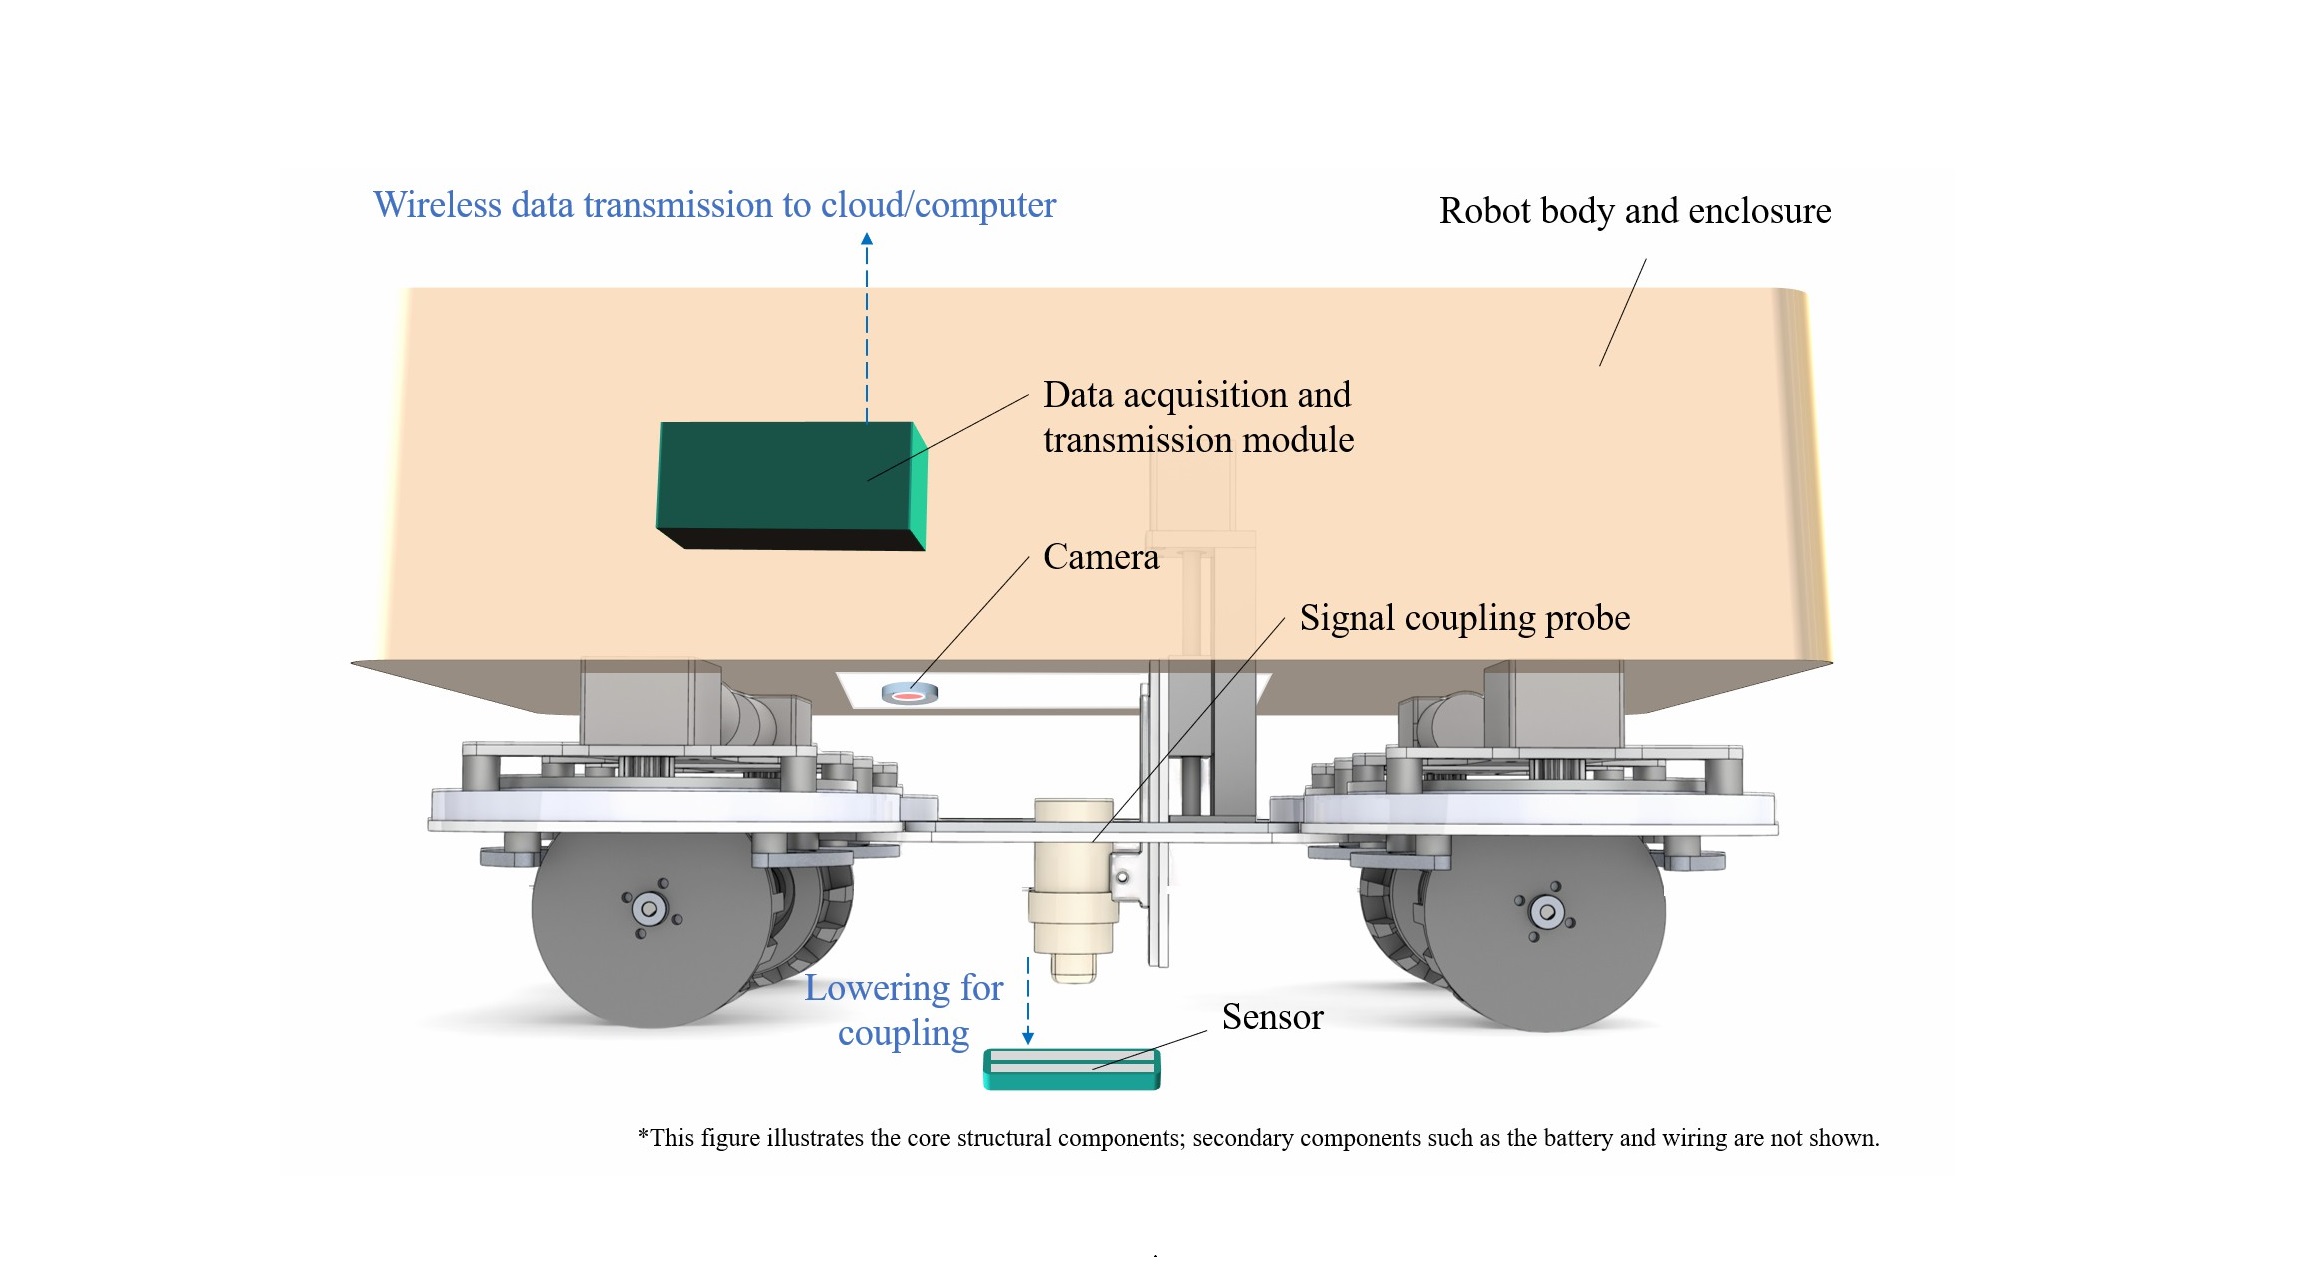 Wireless data transmission to cloud/computer
Robot body and enclosure
Data acquisition and
transmission module
Camera
Signal coupling probe
Lowering for
coupling
Sensor
*This figure illustrates the core structural components; secondary components such as the battery and wiring are not shown.
.